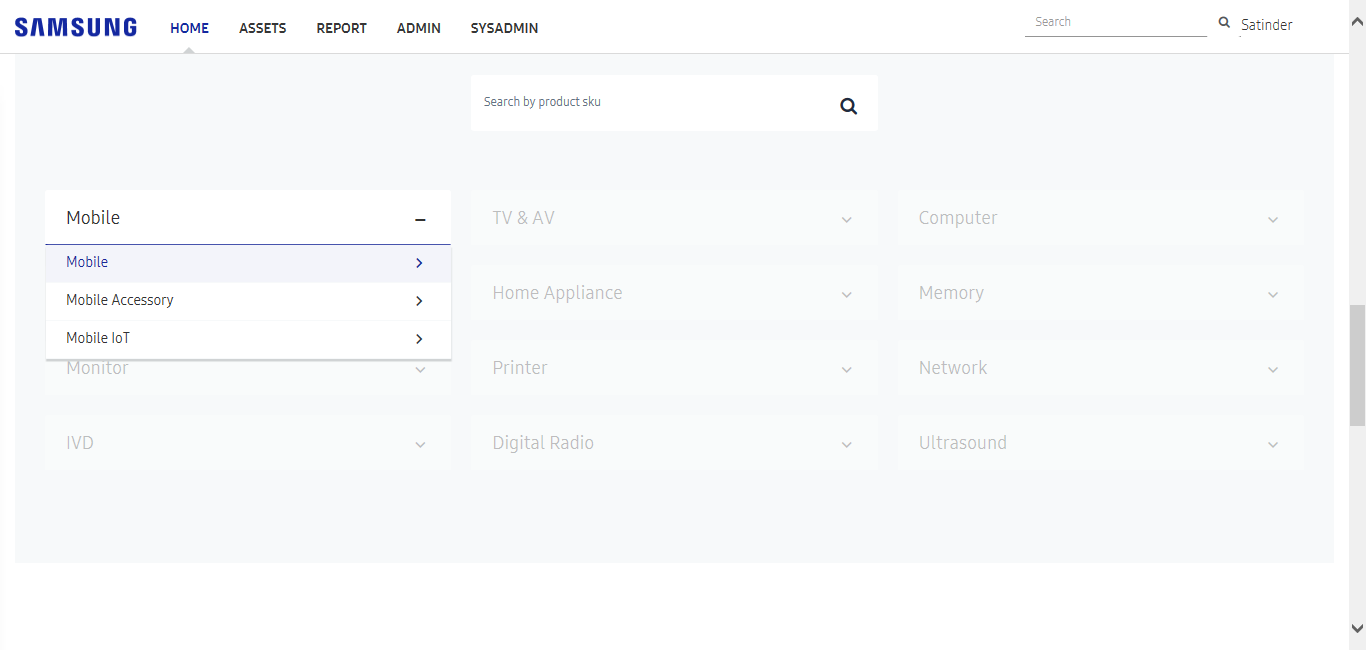 SAMSUNG HOME ASSETS REPORT ADMIN SYSADMIN Search Satinder
Search by product sku
Mobile TV & AV Computer
Mobile
Home Appliance Memory
Mobile Accessory
Mobile IoT
Monitor Printer Network
IVD Digital Radio Ultrasound